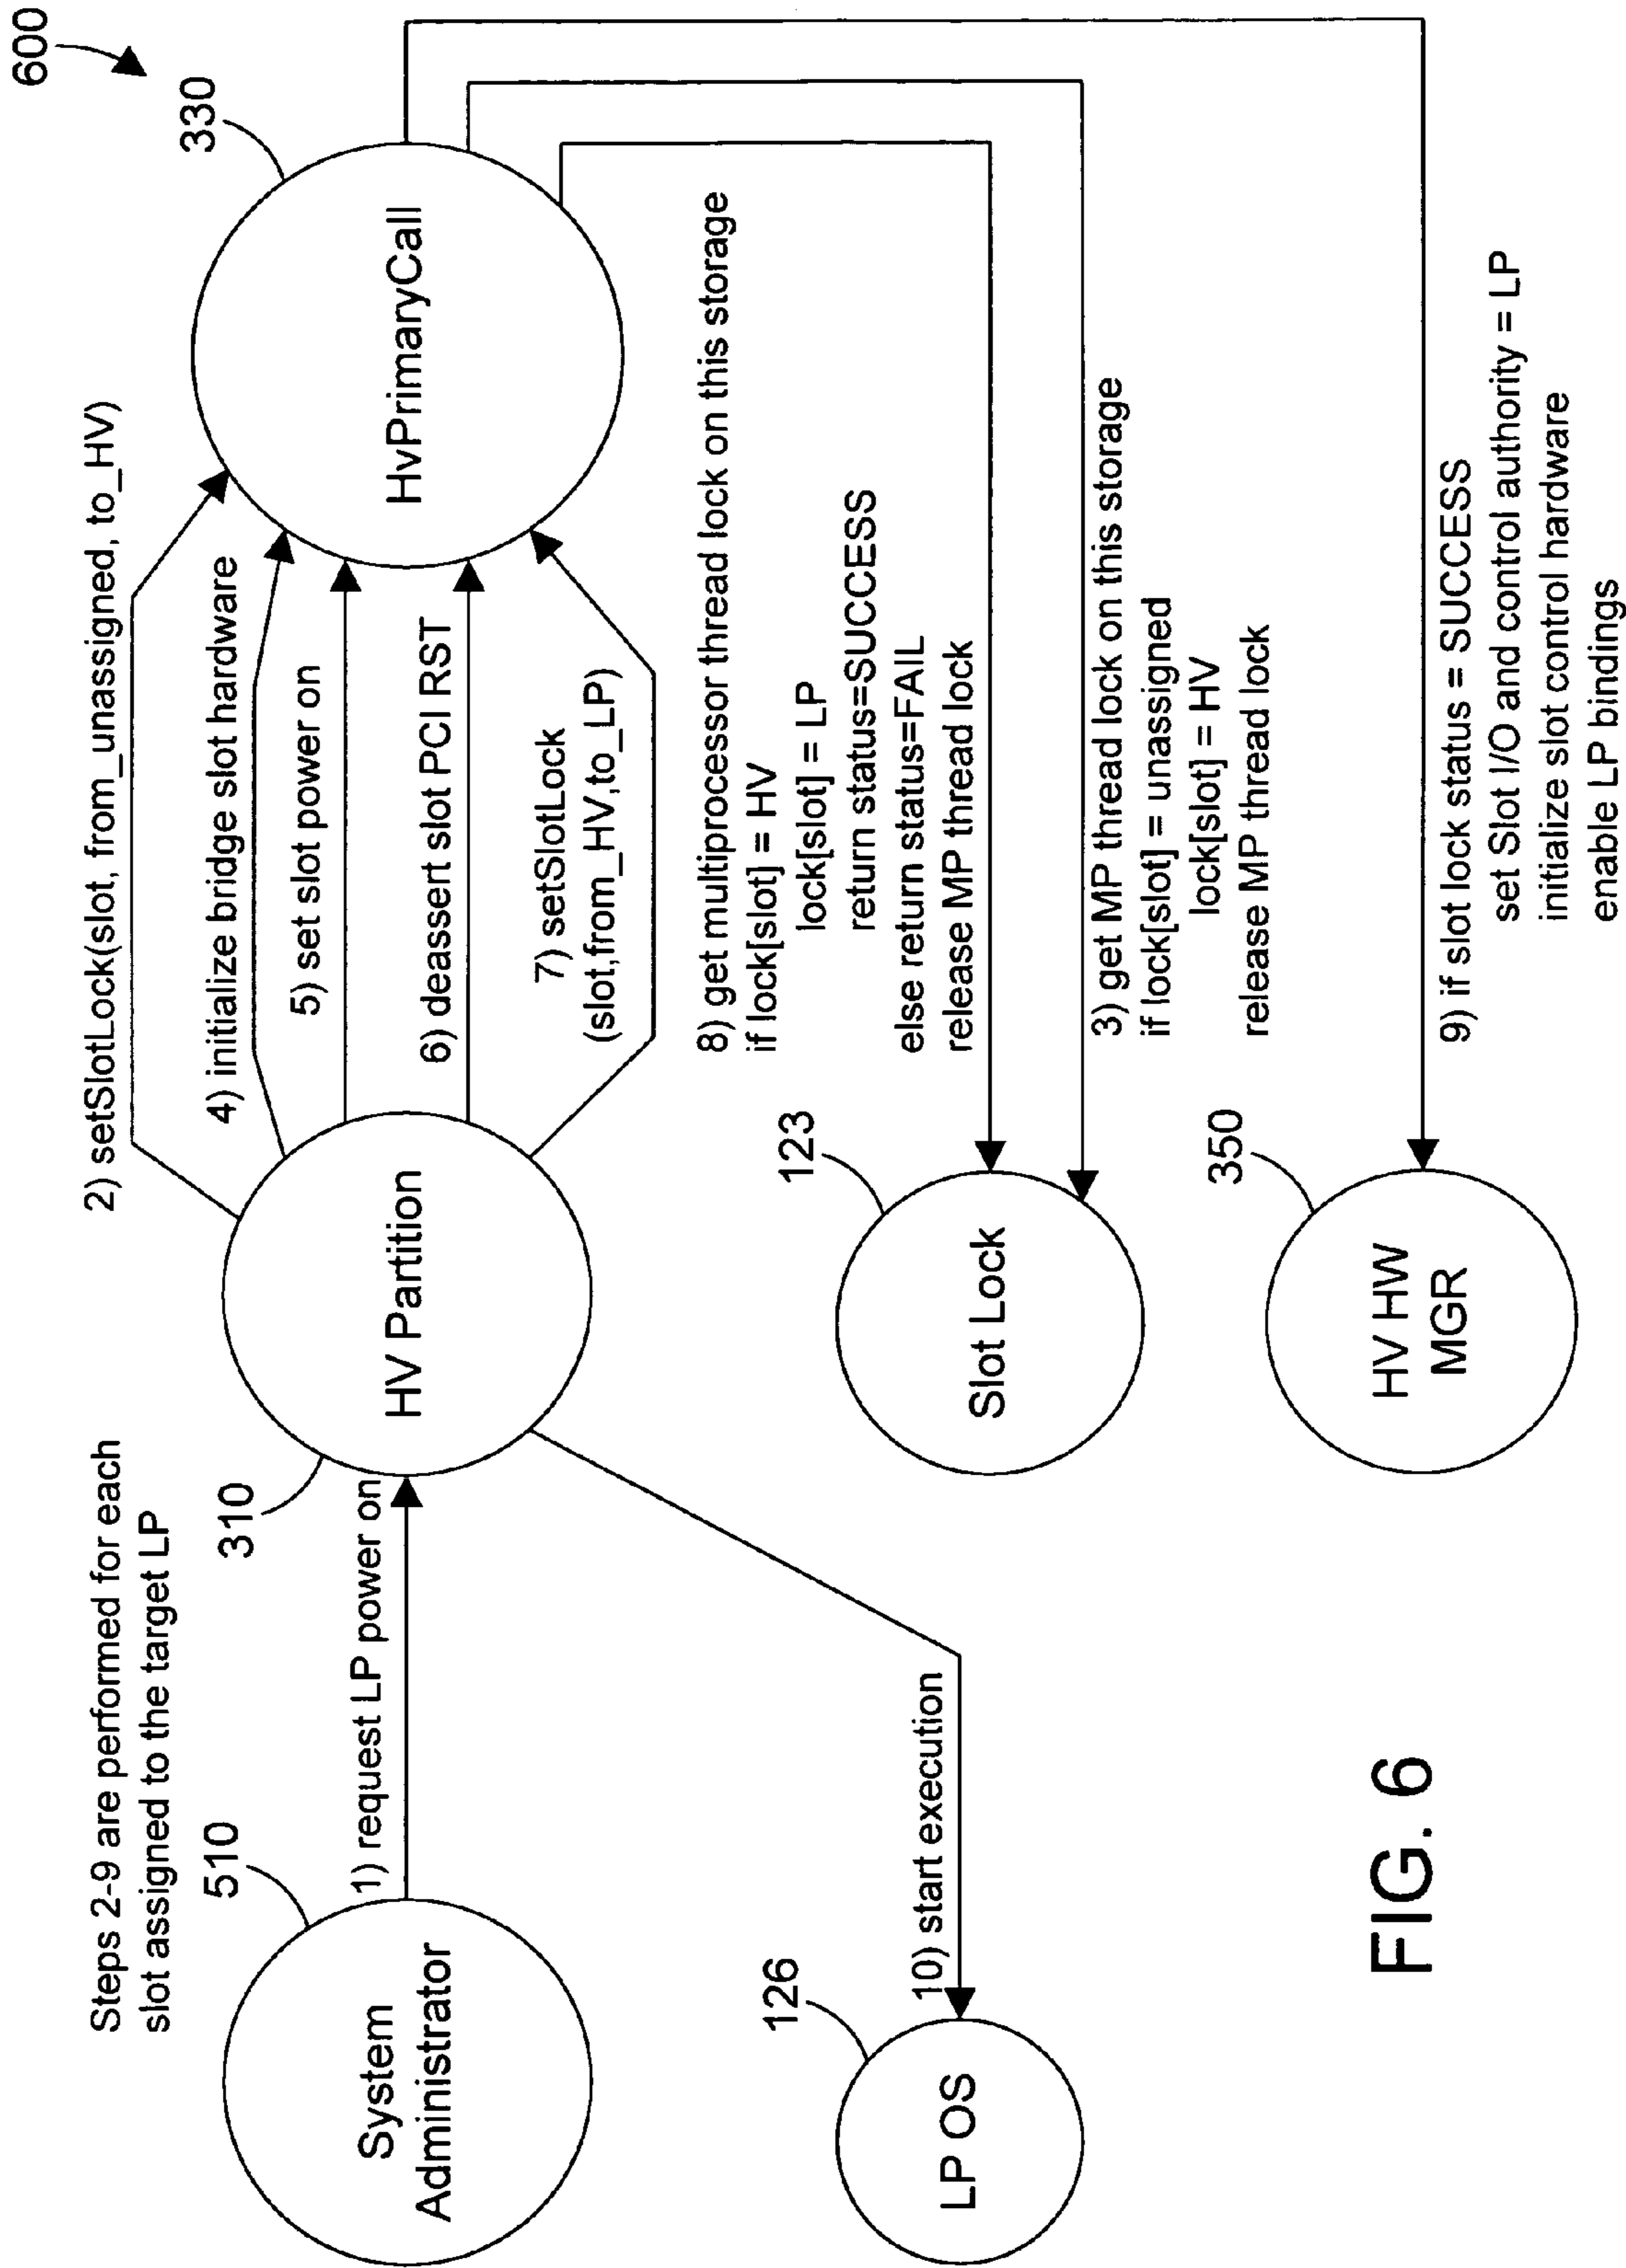 600
Steps 2-9 are performed for each
slot assigned to the target LP
510
System
Administrator
1) request LP power on
310
HV Partition
2) setSlotLock(slot, from_unassigned, to_HV)
4) initialize bridge slot hardware
5) set slot power on
6) deassert slot PCI RST
7) setSlotLock
(slot,from_HV,to_LP)
330
HvPrimaryCall
8) get multiprocessor thread lock on this storage
if lock[slot] = HV
lock[slot] = LP
return status=SUCCESS
else return status=FAIL
release MP thread lock
123
Slot Lock
3) get MP thread lock on this storage
if lock[slot] = unassigned
lock[slot] = HV
release MP thread lock
126
LP OS
10) start execution
350
HV HW
MGR
9) if slot lock status = SUCCESS
set Slot I/O and control authority = LP
initialize slot control hardware
enable LP bindings
FIG. 6